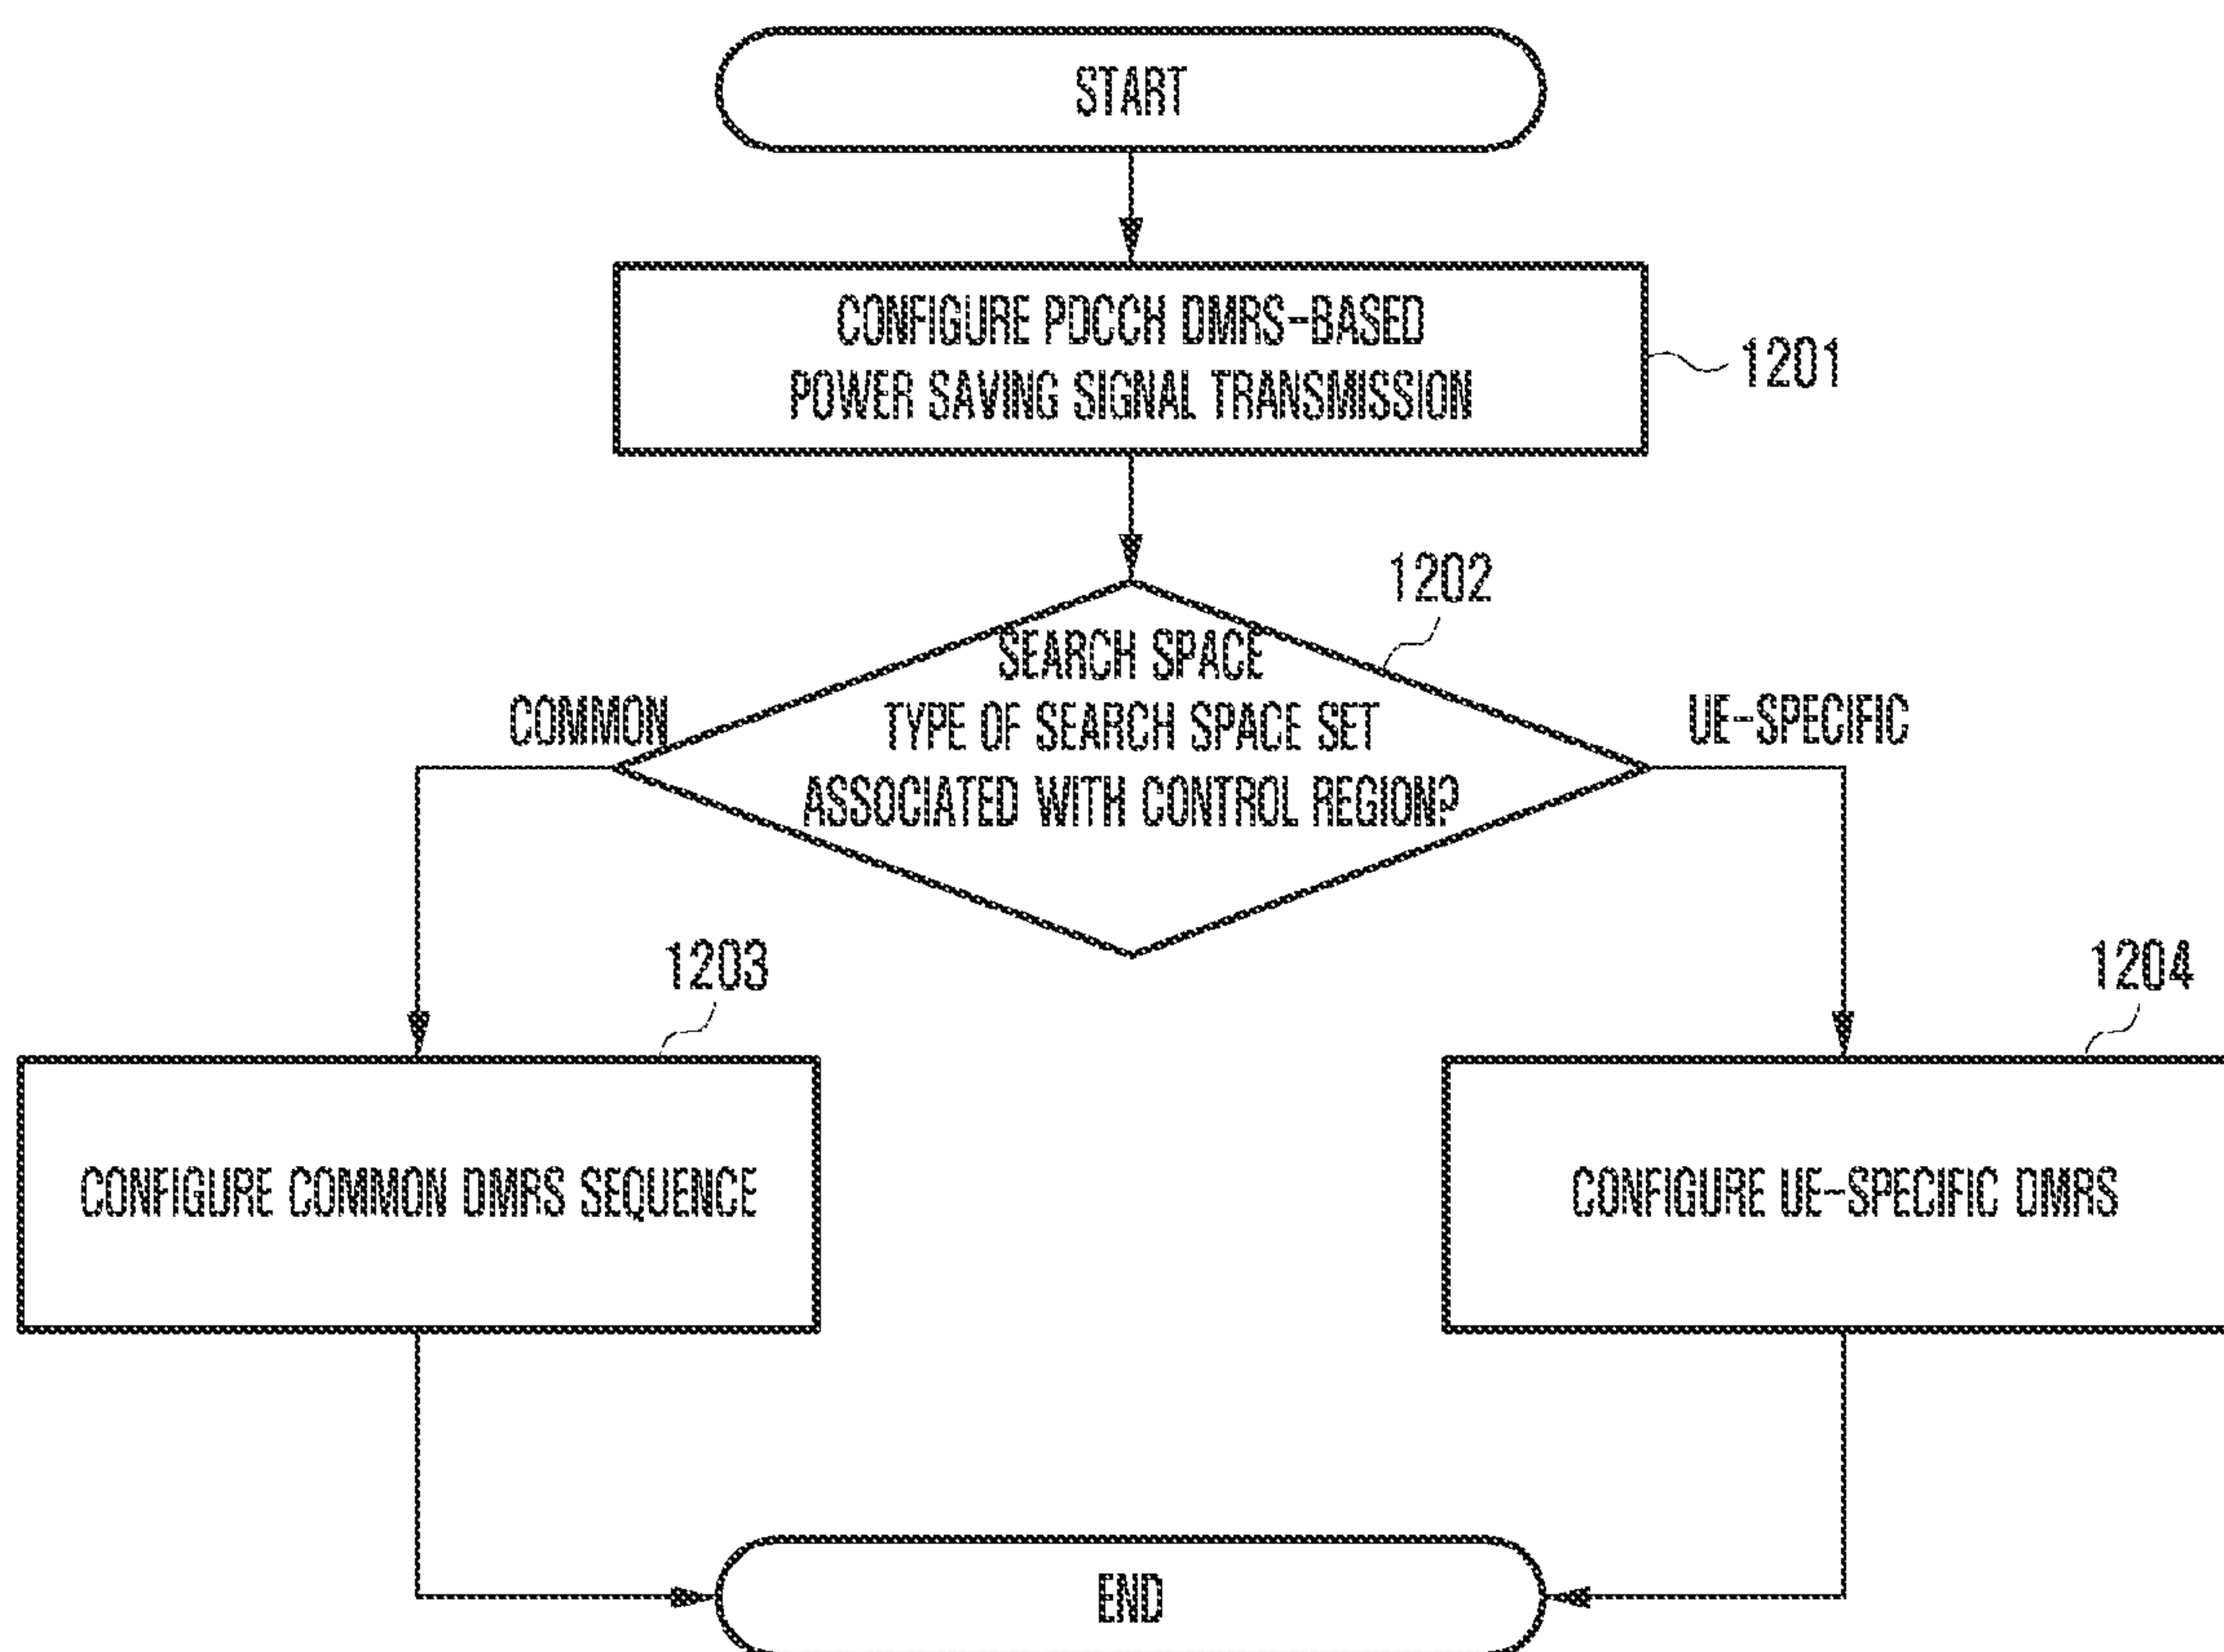 START
CONFIGURE PDCCH DMRS-BASED
POWER SAVING SIGNAL TRANSMISSION
1201
1202
SEARCH SPACE
TYPE OF SEARCH SPACE SET
ASSOCIATED WITH CONTROL REGION?
COMMON
UE-SPECIFIC
1203
CONFIGURE COMMON DMRS SEQUENCE
1204
CONFIGURE UE-SPECIFIC DMRS
END